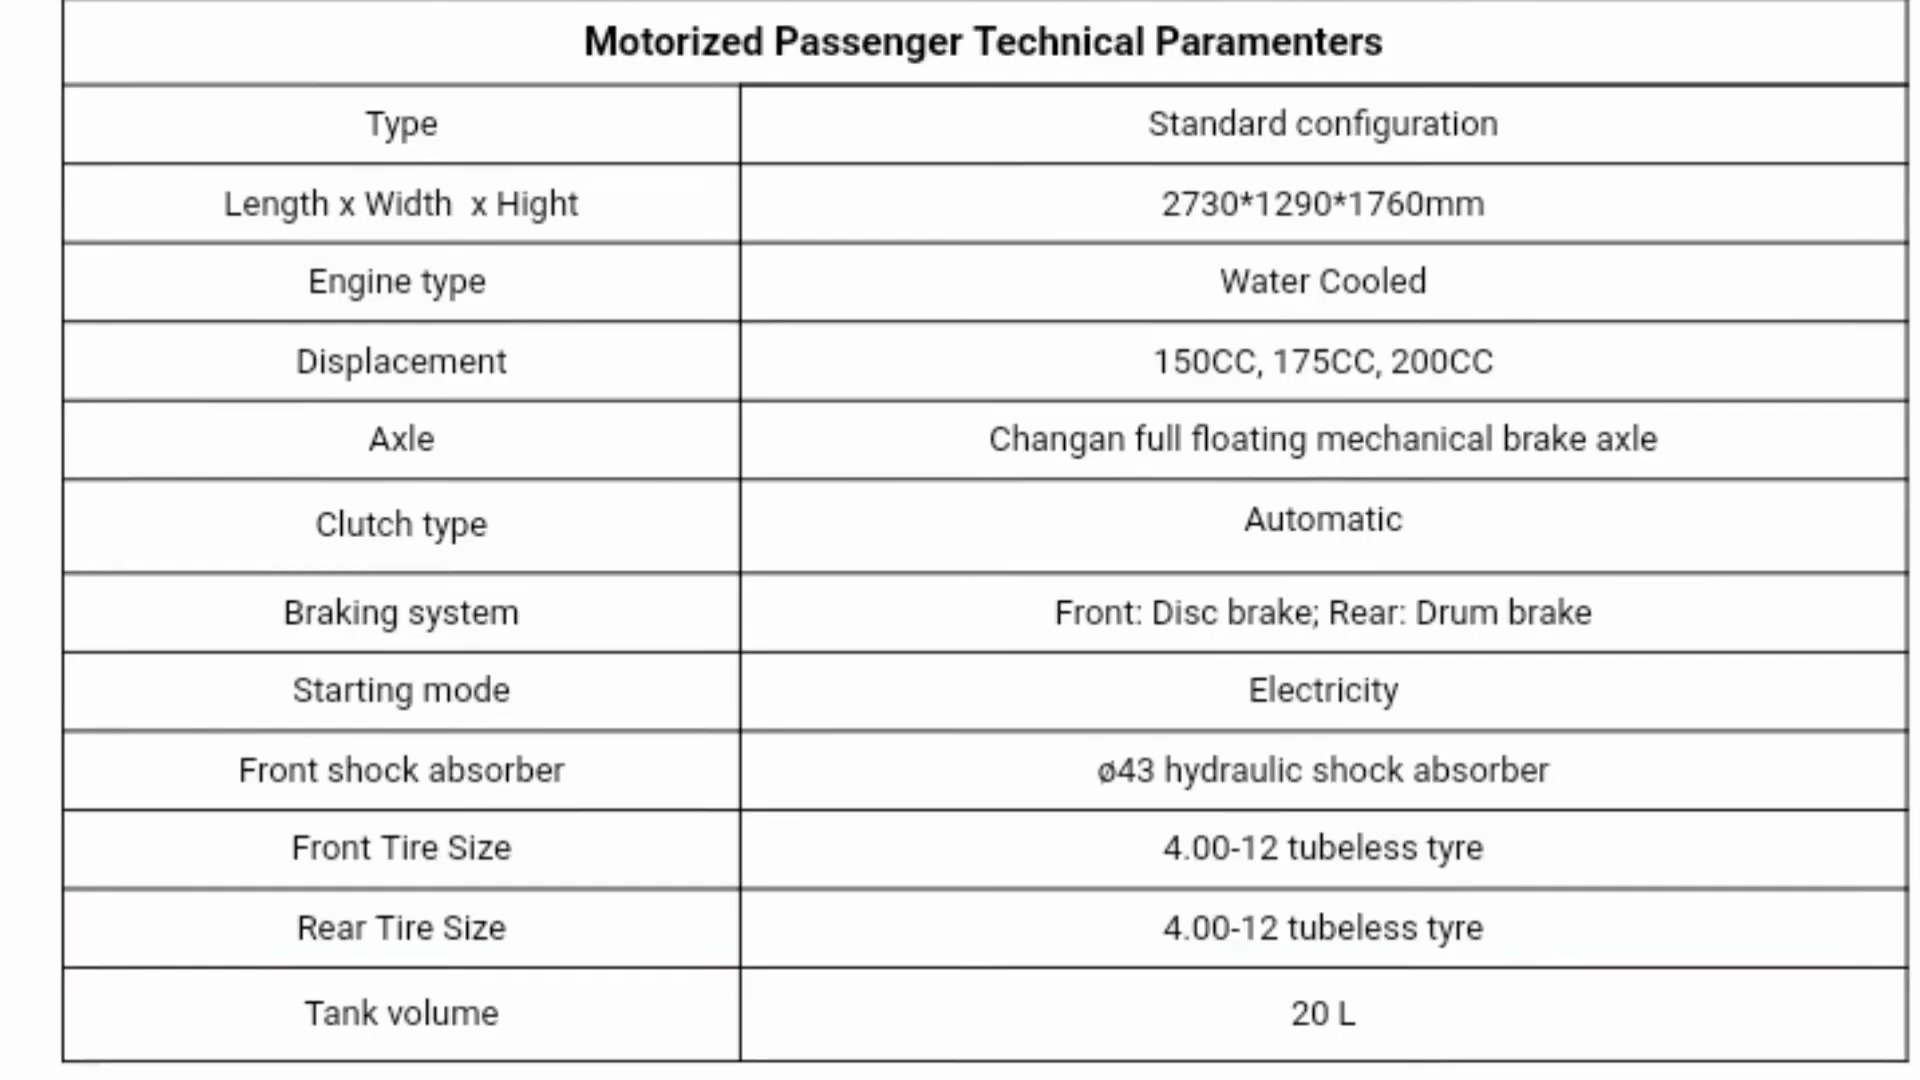 Motorized Passenger Technical Paramenters
Type Standard configuration
Length x Width x Hight 2730*1290*1760mm
Engine type Water Cooled
Displacement 150CC, 175CC, 200CC
Axle Changan full floating mechanical brake axle
Clutch type Automatic
Braking system Front: Disc brake; Rear: Drum brake
Starting mode Electricity
Front shock absorber ø43 hydraulic shock absorber
Front Tire Size 4.00-12 tubeless tyre
Rear Tire Size 4.00-12 tubeless tyre
Tank volume 20 L